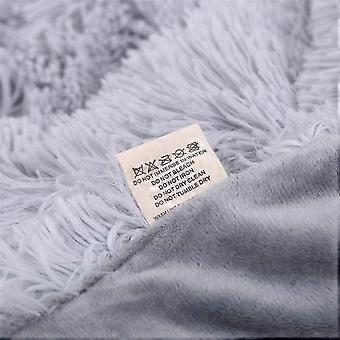 DO NOT IMMERSE IN WATER
DO NOT BLEACH
DO NOT IRON
DO NOT DRY CLEAN
DO NOT TUMBLE DRY